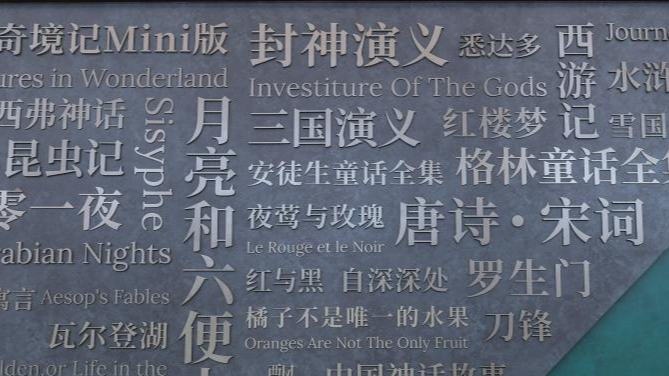 奇境记Mini版
ures in Wonderland
西弗神话
Sisyphe
昆虫记
零一夜
rabian Nights
寓言 Aesop's Fables
瓦尔登湖
lden, or Life in the
月亮和六便
封神演义
悉达多
Investiture Of The Gods
三国演义
红楼梦
西游记
Journe
水浒
雪国
安徒生童话全集
格林童话全集
夜莺与玫瑰
唐诗·宋词
Le Rouge et le Noir
红与黑
自深深处
罗生门
橘子不是唯一的水果
刀锋
Oranges Are Not The Only Fruit
飘
中国神话故事